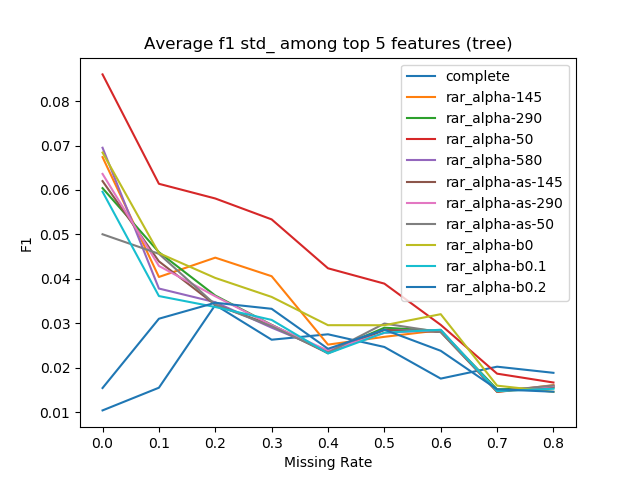 Average f1 std_ among top 5 features (tree)
complete
rar_alpha-145
rar_alpha-290
rar_alpha-50
rar_alpha-580
rar_alpha-as-145
rar_alpha-as-290
rar_alpha-as-50
rar_alpha-b0
rar_alpha-b0.1
rar_alpha-b0.2
F1
0.08
0.07
0.06
0.05
0.04
0.03
0.02
0.01
0.0 0.1 0.2 0.3 0.4 0.5 0.6 0.7 0.8
Missing Rate